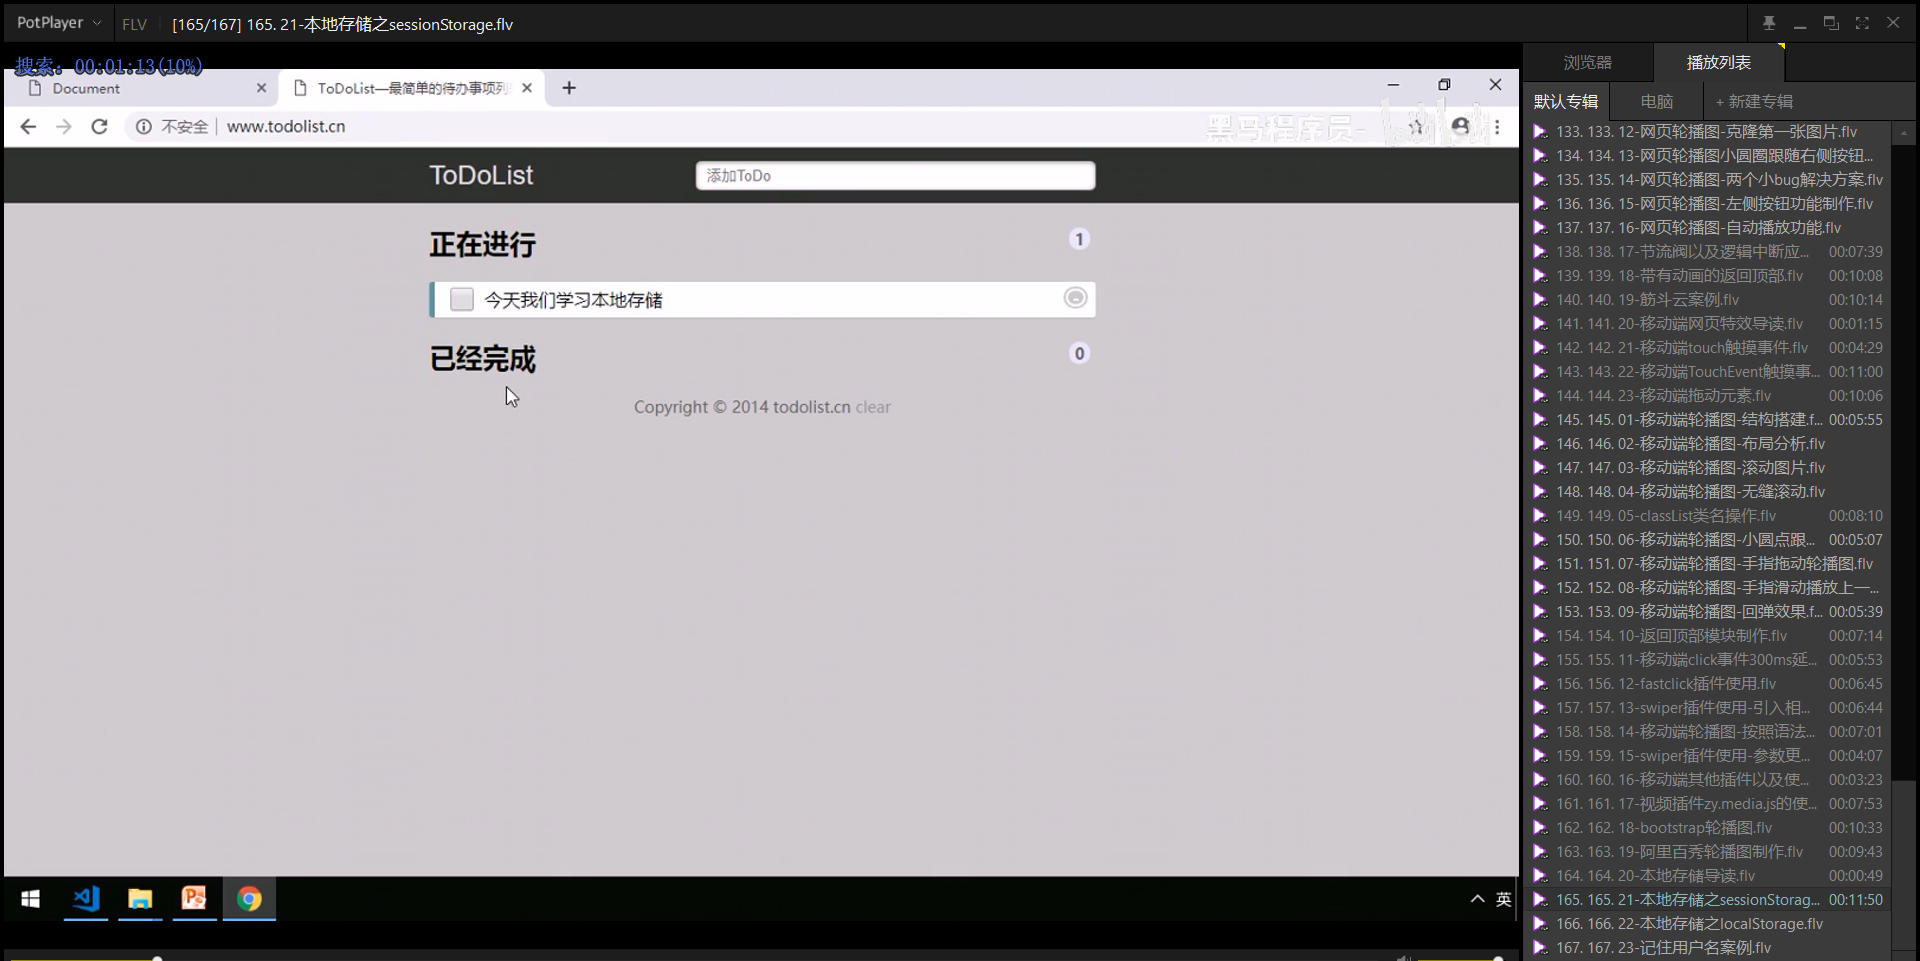 PotPlayer
FLV
[165/167] 165. 21-本地存储之sessionStorage.flv
搜索: 00:01:13(10%)
Document
ToDoList—最简单的待办事项列
不安全
www.todolist.cn
黑马程序员-
ToDoList
添加ToDo
正在进行
1
今天我们学习本地存储
已经完成
0
Copyright © 2014 todolist.cn clear
英
浏览器
播放列表
默认专辑
电脑
+ 新建专辑
133. 133. 12-网页轮播图-克隆第一张图片.flv
134. 134. 13-网页轮播图小圆圈跟随右侧按钮...
135. 135. 14-网页轮播图-两个小bug解决方案.flv
136. 136. 15-网页轮播图-左侧按钮功能制作.flv
137. 137. 16-网页轮播图-自动播放功能.flv
138. 138. 17-节流阀以及逻辑中断应... 00:07:39
139. 139. 18-带有动画的返回顶部.flv 00:10:08
140. 140. 19-筋斗云案例.flv 00:10:14
141. 141. 20-移动端网页特效导读.flv 00:01:15
142. 142. 21-移动端touch触摸事件.flv 00:04:29
143. 143. 22-移动端TouchEvent触摸事... 00:11:00
144. 144. 23-移动端拖动元素.flv 00:10:06
145. 145. 01-移动端轮播图-结构搭建.f... 00:05:55
146. 146. 02-移动端轮播图-布局分析.flv
147. 147. 03-移动端轮播图-滚动图片.flv
148. 148. 04-移动端轮播图-无缝滚动.flv
149. 149. 05-classList类名操作.flv 00:08:10
150. 150. 06-移动端轮播图-小圆点跟... 00:05:07
151. 151. 07-移动端轮播图-手指拖动轮播图.flv
152. 152. 08-移动端轮播图-手指滑动播放上一...
153. 153. 09-移动端轮播图-回弹效果.f... 00:05:39
154. 154. 10-返回顶部模块制作.flv 00:07:14
155. 155. 11-移动端click事件300ms延... 00:05:53
156. 156. 12-fastclick插件使用.flv 00:06:45
157. 157. 13-swiper插件使用-引入相... 00:06:44
158. 158. 14-移动端轮播图-按照语法... 00:07:01
159. 159. 15-swiper插件使用-参数更... 00:04:07
160. 160. 16-移动端其他插件以及使... 00:03:23
161. 161. 17-视频插件zy.media.js的使... 00:07:53
162. 162. 18-bootstrap轮播图.flv 00:10:33
163. 163. 19-阿里百秀轮播图制作.flv 00:09:43
164. 164. 20-本地存储导读.flv 00:00:49
165. 165. 21-本地存储之sessionStorag... 00:11:50
166. 166. 22-本地存储之localStorage.flv
167. 167. 23-记住用户名案例.flv